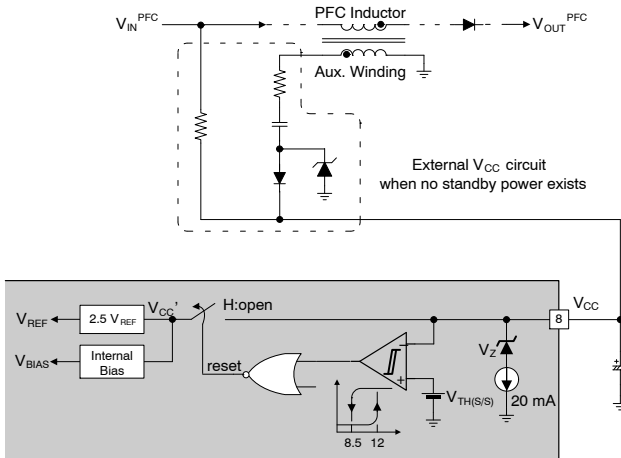 V_IN^PFC
PFC Inductor
V_OUT^PFC
Aux. Winding
External V_CC circuit
when no standby power exists
V_REF
2.5 V_REF
V_CC'
H:open
8
V_CC
V_BIAS
Internal
Bias
reset
V_Z
V_TH(S/S)
20 mA
8.5 12